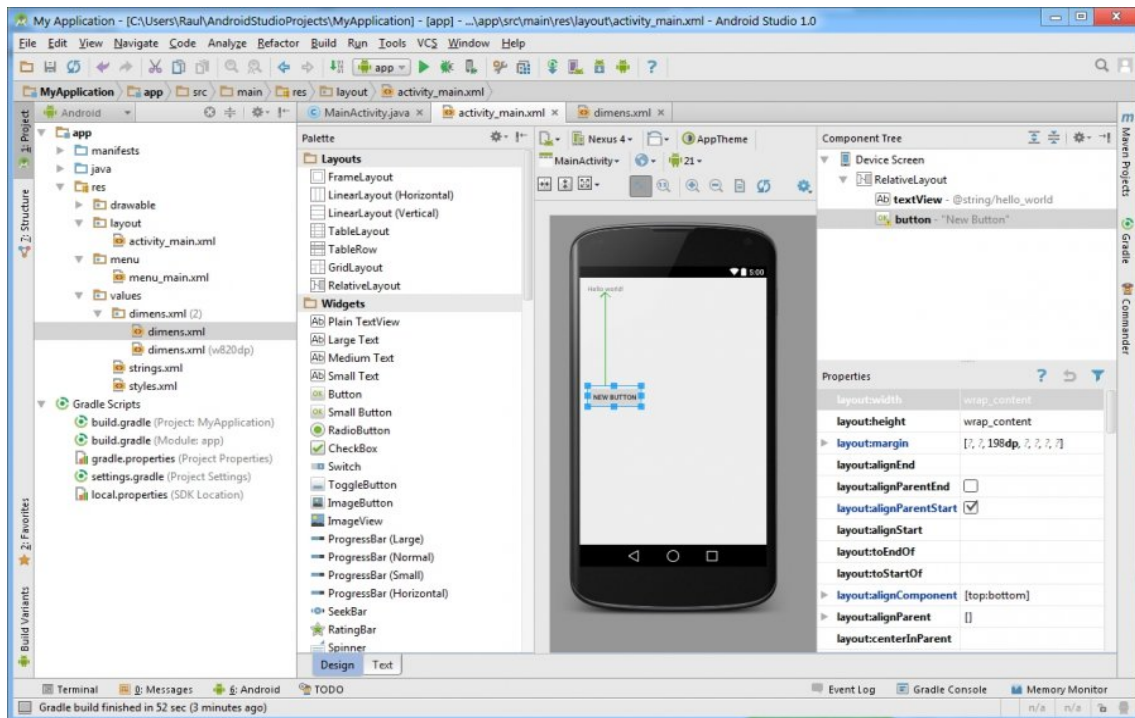 My Application - [C:\Users\Raul\AndroidStudioProjects\MyApplication] - [app] - ...\app\src\main\res\layout\activity_main.xml - Android Studio 1.0
File Edit View Navigate Code Analyze Refactor Build Run Tools VCS Window Help
app
MyApplication app src main res layout activity_main.xml
Android
MainActivity.java × activity_main.xml × dimens.xml ×
1: Project
Z: Structure
2: Favorites
Build Variants
app
manifests
java
res
drawable
layout
activity_main.xml
menu
menu_main.xml
values
dimens.xml (2)
dimens.xml
dimens.xml (w820dp)
strings.xml
styles.xml
Gradle Scripts
build.gradle (Project: MyApplication)
build.gradle (Module: app)
gradle.properties (Project Properties)
settings.gradle (Project Settings)
local.properties (SDK Location)
Palette
Layouts
FrameLayout
LinearLayout (Horizontal)
LinearLayout (Vertical)
TableLayout
TableRow
GridLayout
RelativeLayout
Widgets
Ab Plain TextView
Ab Large Text
Ab Medium Text
Ab Small Text
OK Button
OK Small Button
RadioButton
CheckBox
Switch
ToggleButton
ImageButton
ImageView
ProgressBar (Large)
ProgressBar (Normal)
ProgressBar (Small)
ProgressBar (Horizontal)
SeekBar
RatingBar
Spinner
Design Text
Nexus 4 AppTheme
MainActivity 21
5:00
Hello world!
NEW BUTTON
Component Tree
Device Screen
RelativeLayout
Ab textView - @string/hello_world
button - "New Button"
Properties
layout:width wrap_content
layout:height wrap_content
layout:margin [?, ?, 198dp, ?, ?, ?, ?]
layout:alignEnd
layout:alignParentEnd
layout:alignParentStart
layout:alignStart
layout:toEndOf
layout:toStartOf
layout:alignComponent [top:bottom]
layout:alignParent []
layout:centerInParent
m Maven Projects
Gradle
Commander
Terminal 0: Messages 6: Android TODO Event Log Gradle Console Memory Monitor
Gradle build finished in 52 sec (3 minutes ago) n/a n/a